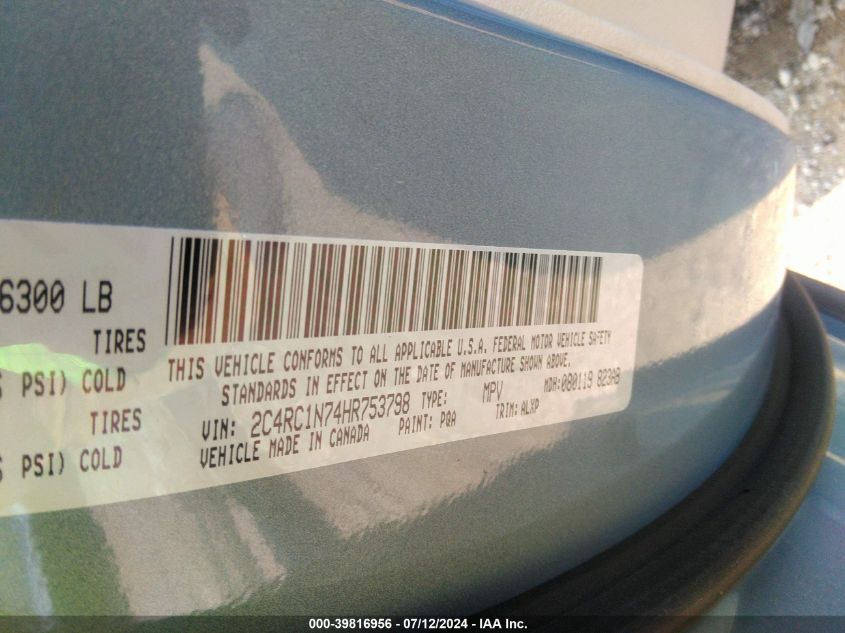 6300 LB
TIRES
PSI) COLD
TIRES
PSI) COLD
THIS VEHICLE CONFORMS TO ALL APPLICABLE U.S.A. FEDERAL MOTOR VEHICLE SAFETY
STANDARDS IN EFFECT ON THE DATE OF MANUFACTURE SHOWN ABOVE.
VIN: 2C4RC1N74HR753798 TYPE: MPV MDH:080119 823AB
VEHICLE MADE IN CANADA PAINT: PQA TRIM: ALXP
000-39816956 - 07/12/2024 - IAA Inc.